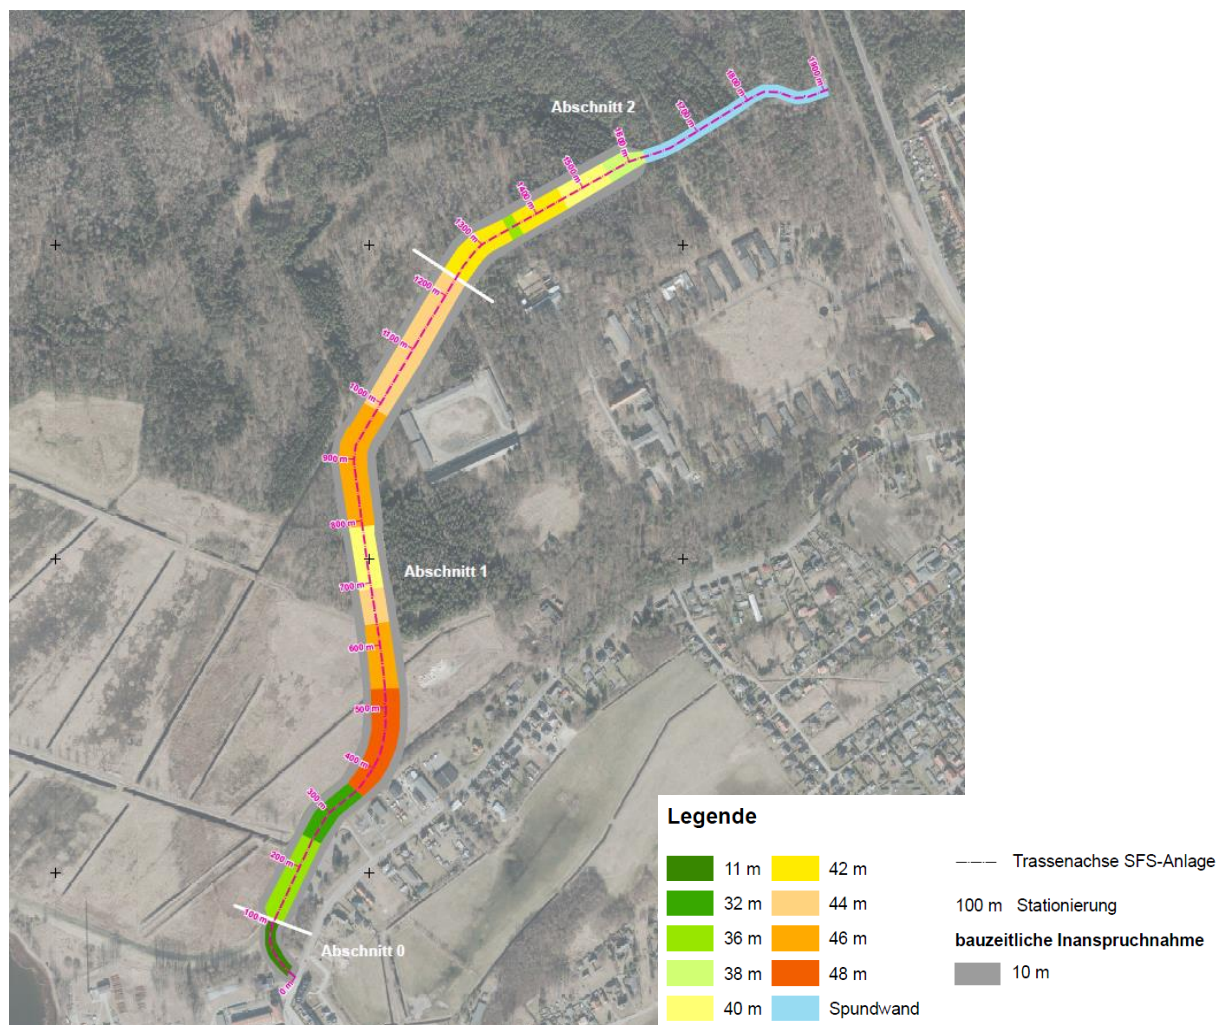 1900 m
1800 m
1700 m
Abschnitt 2
1600 m
1500 m
1400 m
1300 m
1200 m
1100 m
1000 m
900 m
800 m
Abschnitt 1
700 m
600 m
500 m
400 m
300 m
200 m
100 m
Abschnitt 0
0 m
Legende
11 m
32 m
36 m
38 m
40 m
42 m
44 m
46 m
48 m
Spundwand
Trassenachse SFS-Anlage
100 m Stationierung
bauzeitliche Inanspruchnahme
10 m